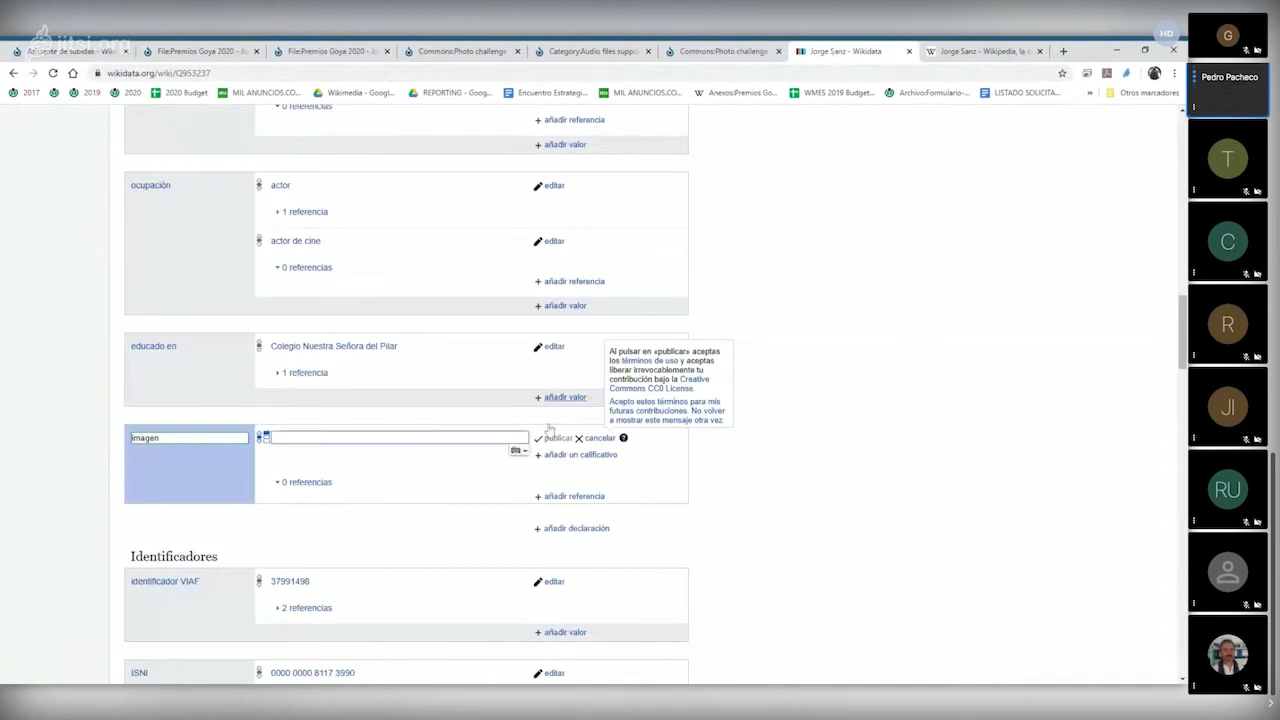 jitsi.org
Asistente de subidas - Wiki
File:Premios Goya 2020 - Jo
File:Premios Goya 2020 - Jo
Commons:Photo challenge
Category:Audio files suppo
Commons:Photo challenge
Jorge Sanz - Wikidata
Jorge Sanz - Wikipedia, la e
HD
G
wikidata.org/wiki/Q953237
Pedro Pacheco
2017
2019
2020
2020 Budget
MIL ANUNCIOS.CO...
Wikimedia - Googl...
REPORTING - Goog...
Encuentro Estrategi...
MIL ANUNCIOS.CO...
Anexos:Premios Go...
WMES 2019 Budget...
Archivo:Formulario-...
LISTADO SOLICITA...
»
Otros marcadores
0 referencias
+ añadir referencia
+ añadir valor
T
ocupación
actor
editar
1 referencia
actor de cine
editar
C
0 referencias
+ añadir referencia
+ añadir valor
R
educado en
Colegio Nuestra Señora del Pilar
editar
1 referencia
+ añadir valor
Al pulsar en «publicar» aceptas
los términos de uso y aceptas
liberar irrevocablemente tu
contribución bajo la Creative
Commons CC0 License.
Acepto estos términos para mis
futuras contribuciones. No volver
a mostrar este mensaje otra vez.
JI
imagen
publicar
cancelar
?
+ añadir un calificativo
0 referencias
+ añadir referencia
RU
+ añadir declaración
Identificadores
identificador VIAF
37991498
editar
2 referencias
+ añadir valor
ISNI
0000 0000 8117 3990
editar